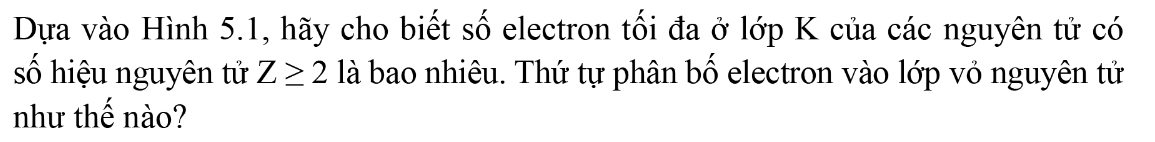 Dựa vào Hình 5.1, hãy cho biết số electron tối đa ở lớp K của các nguyên tử có
số hiệu nguyên tử Z ≥ 2 là bao nhiêu. Thứ tự phân bố electron vào lớp vỏ nguyên tử
như thế nào?